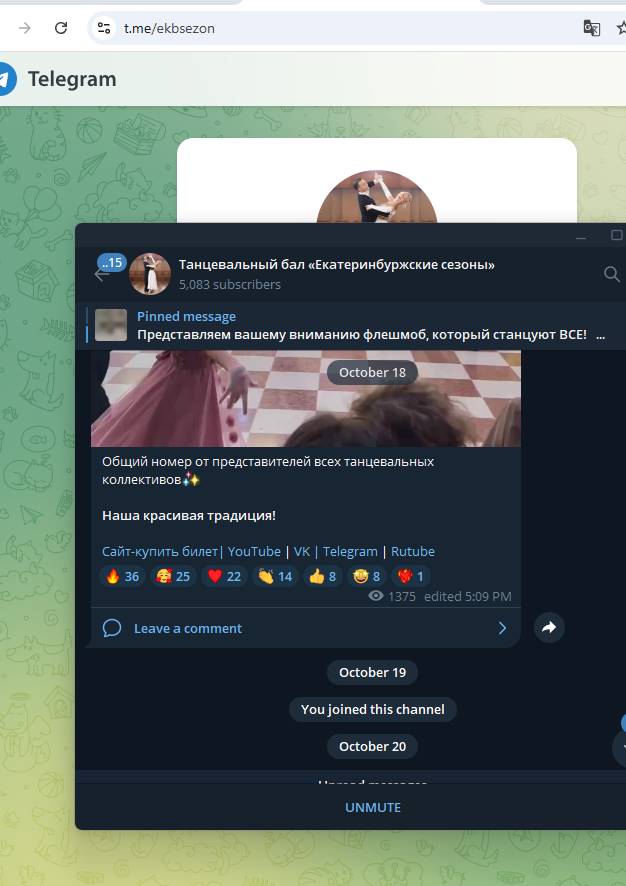 t.me/ekbsezon
Telegram
..15
Танцевальный бал «Екатеринбуржские сезоны»
5,083 subscribers
Pinned message
Представляем вашему вниманию флешмоб, который станцуют ВСЕ! ...
October 18
Общий номер от представителей всех танцевальных
коллективов✨
Наша красивая традиция!
Сайт-купить билет| YouTube | VK | Telegram | Rutube
🔥 36 🥰 25 ❤️ 22 👏 14 👍 8 🤩 8 ❤️‍🔥 1
1375 edited 5:09 PM
Leave a comment
October 19
You joined this channel
October 20
Unread messages
UNMUTE